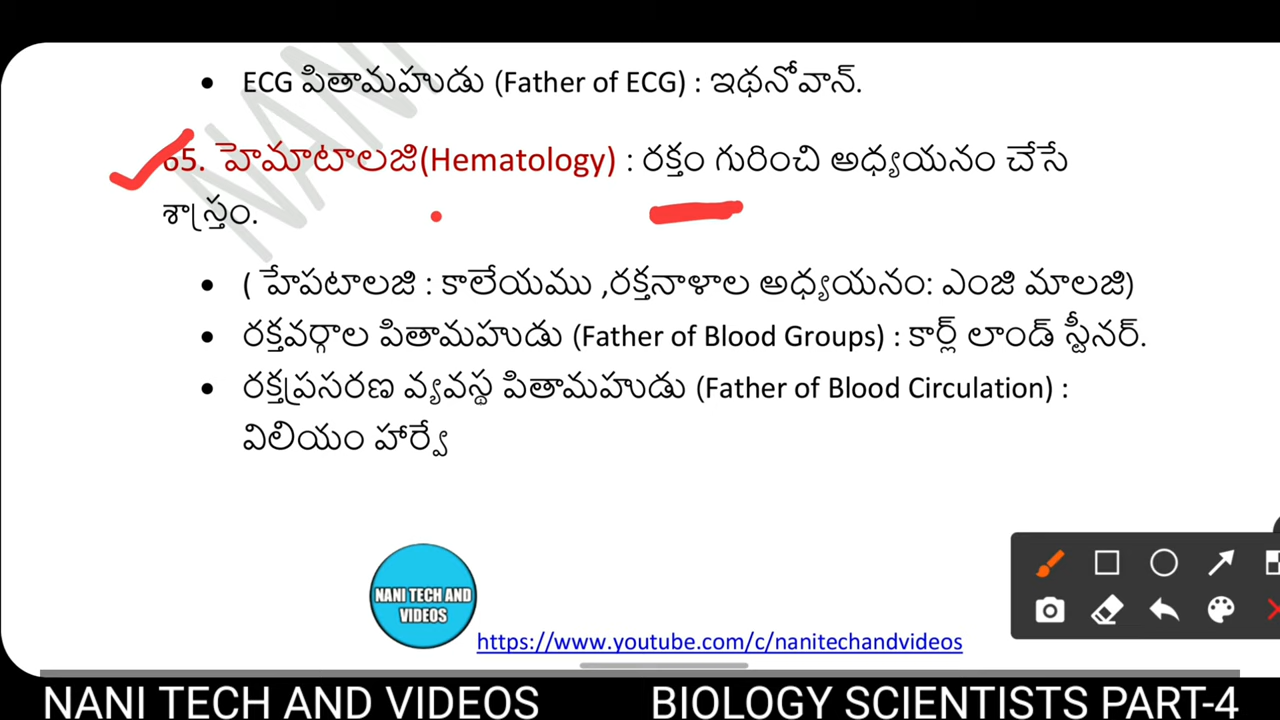 ECG పితామహుడు (Father of ECG) : ఇథనోవాన్.
65. హెమాటాలజి(Hematology) : రక్తం గురించి అధ్యయనం చేసే
శాస్త్రం.
( హేపటాలజి : కాలేయము ,రక్తనాళాల అధ్యయనం: ఎంజి మాలజి)
రక్తవర్గాల పితామహుడు (Father of Blood Groups) : కార్ల్ లాండ్ స్టీనర్.
రక్తప్రసరణ వ్యవస్థ పితామహుడు (Father of Blood Circulation) :
విలియం హార్వే
NANI TECH AND
VIDEOS
https://www.youtube.com/c/nanitechandvideos
NANI TECH AND VIDEOS BIOLOGY SCIENTISTS PART-4
NANI